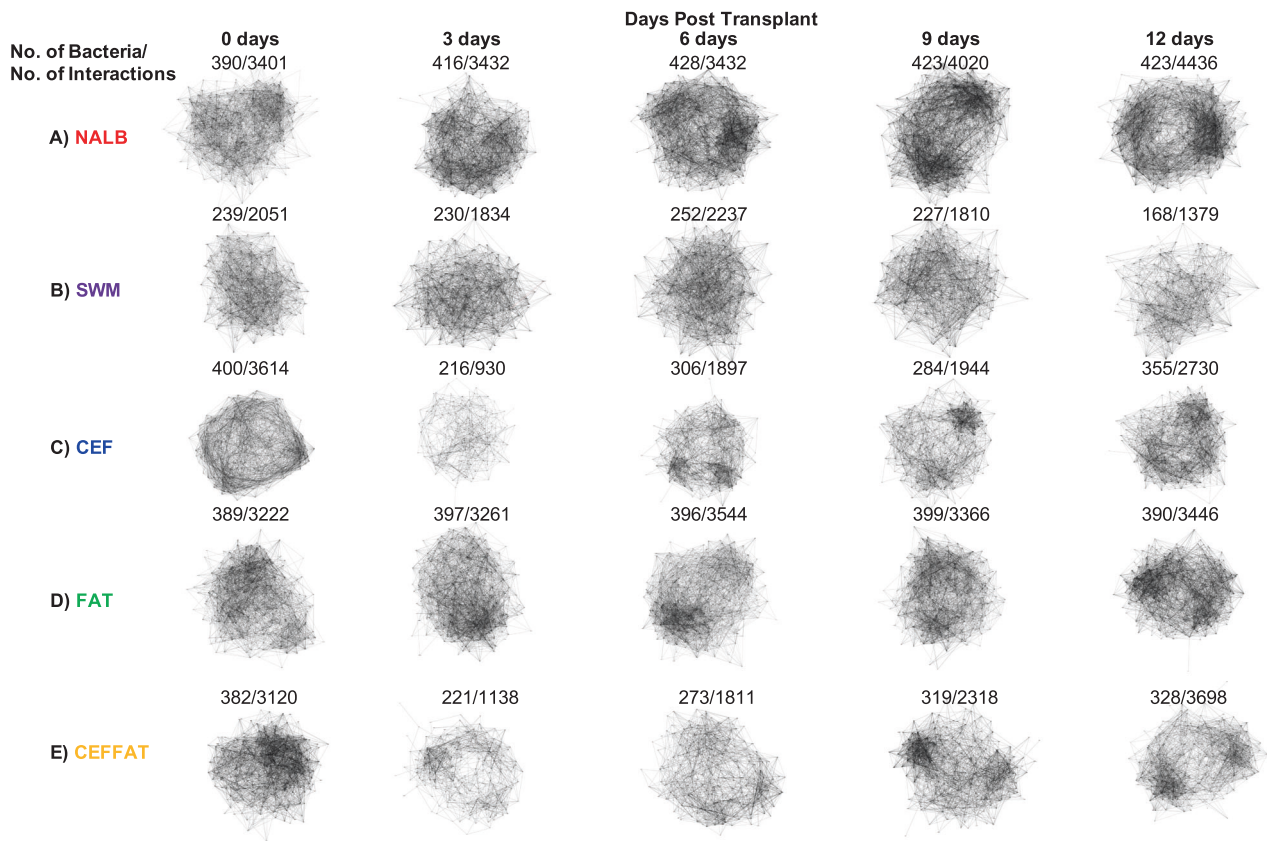 Days Post Transplant
0 days 3 days 6 days 9 days 12 days
No. of Bacteria/
No. of Interactions
390/3401 416/3432 428/3432 423/4020 423/4436
A) NALB
239/2051 230/1834 252/2237 227/1810 168/1379
B) SWM
400/3614 216/930 306/1897 284/1944 355/2730
C) CEF
389/3222 397/3261 396/3544 399/3366 390/3446
D) FAT
382/3120 221/1138 273/1811 319/2318 328/3698
E) CEFFAT